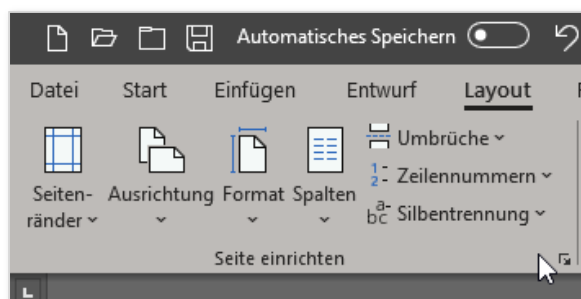 Automatisches Speichern
Datei Start Einfügen Entwurf Layout
Umbrüche
Zeilennummern
Silbentrennung
Seiten-
ränder
Ausrichtung Format Spalten
Seite einrichten